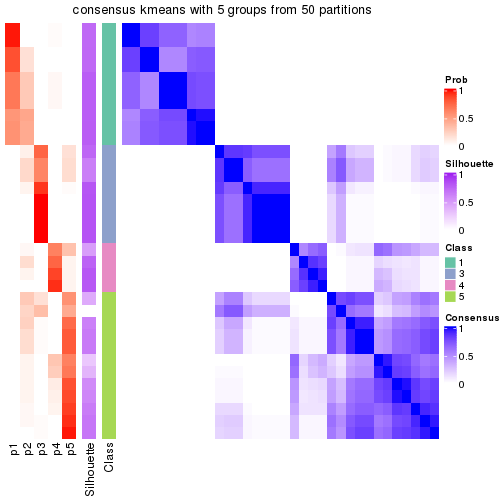 consensus kmeans with 5 groups from 50 partitions
Prob
1
0.5
0
Silhouette
1
0.5
0
Class
1
3
4
5
Consensus
1
0.5
0
p1
p2
p3
p4
p5
Silhouette
Class